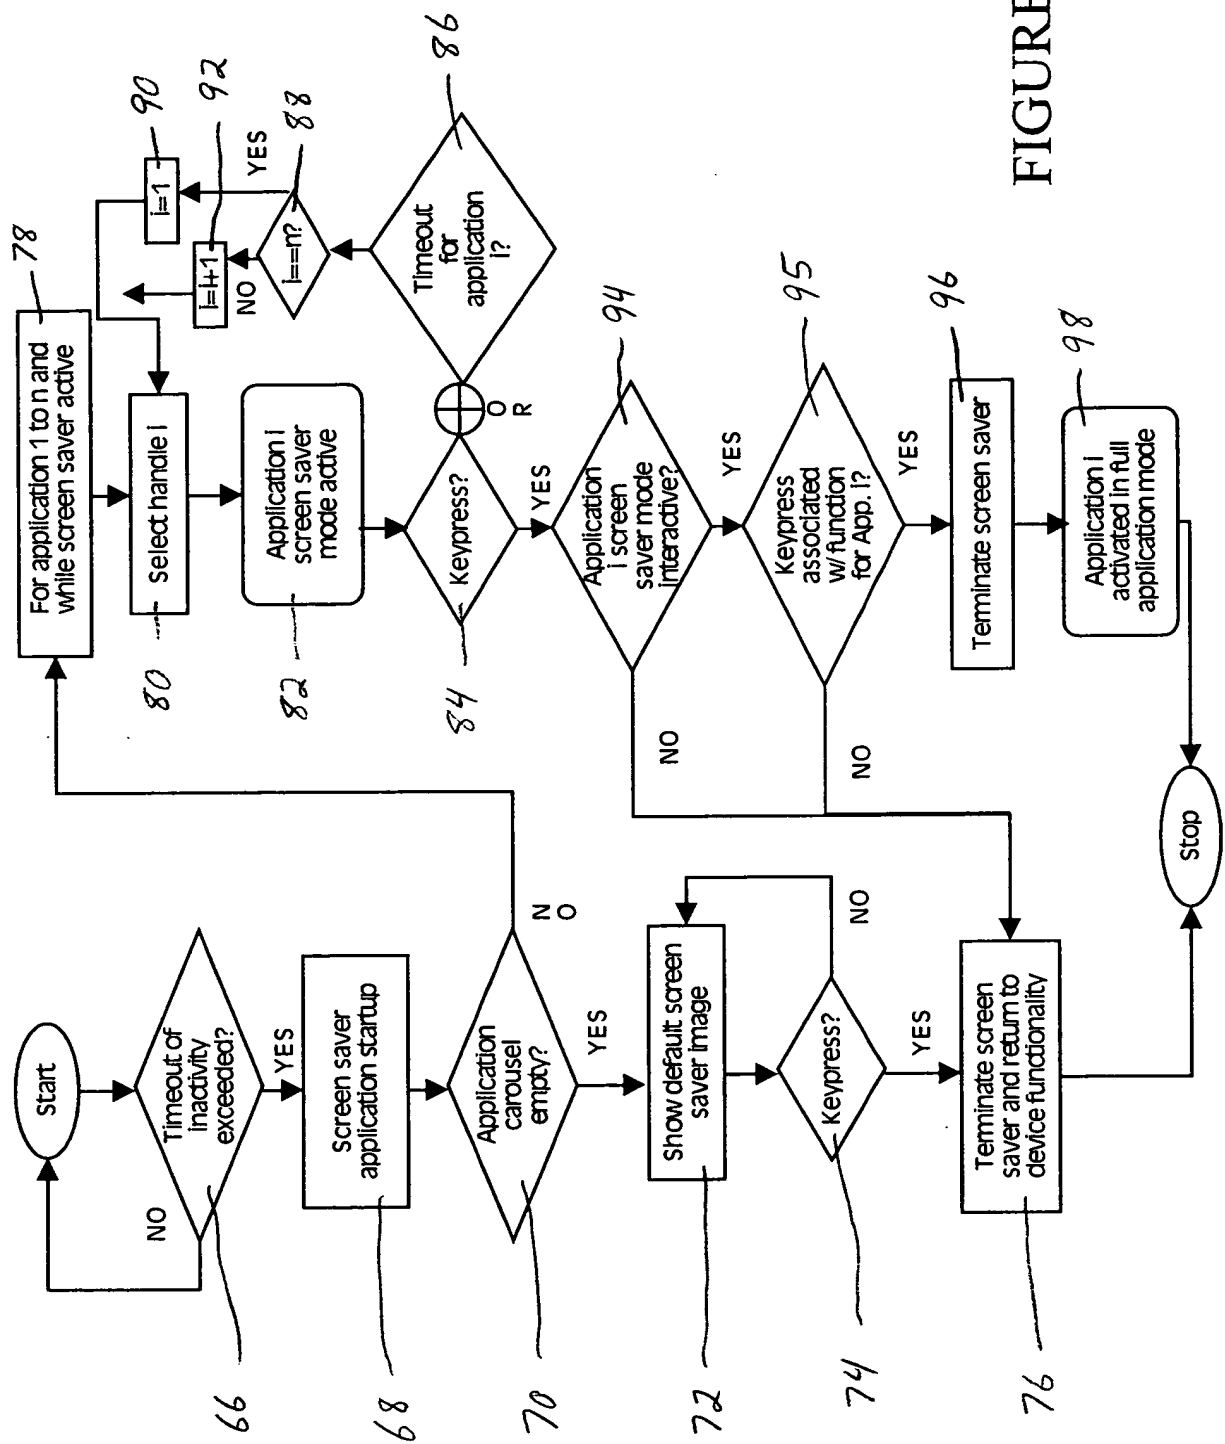 start
Timeout of
inactivity
exceeded?
NO
YES
66
Screen saver
application startup
68
Application
carousel
empty?
N
O
YES
70
Show default screen
saver image
72
Keypress?
NO
YES
74
Terminate screen
saver and return to
device functionality
76
For application 1 to n and
while screen saver active
78
select handle i
80
Application i
screen saver
mode active
82
Keypress?
84
YES
O
R
Timeout
for
application
i?
86
i==n?
88
YES
NO
i=1
90
i=i+1
92
Application
i screen
saver mode
interactive?
94
YES
NO
Keypress
associated
w/function
for App. i?
95
YES
NO
Terminate screen saver
96
Application i
activated in full
application mode
98
stop
FIGURE